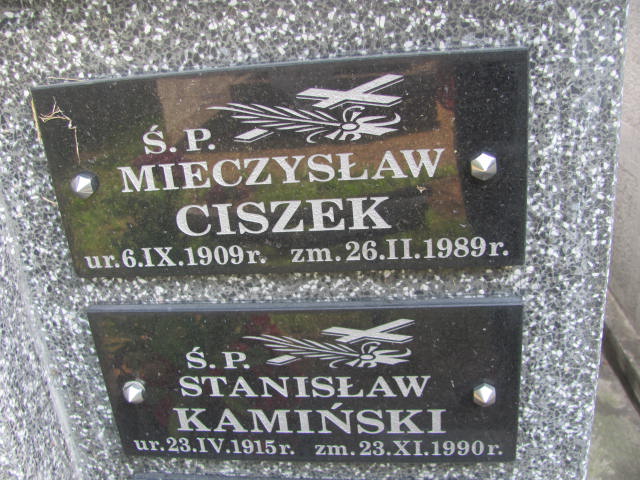 Ś.P.
MIECZYSŁAW
CISZEK
ur.6.IX.1909r. zm.26.II.1989r.
Ś.P.
STANISŁAW
KAMIŃSKI
ur.23.IV.1915r. zm.23.XI.1990r.